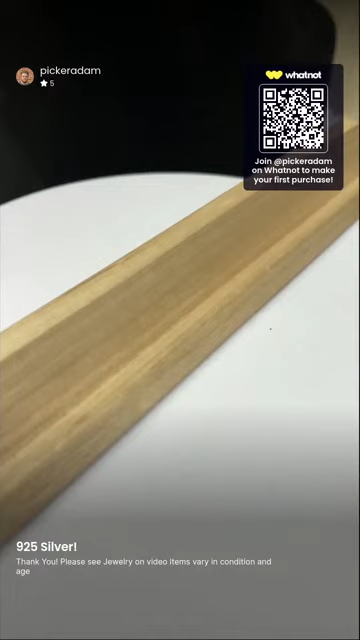 pickeradam
★ 5
whatnot
Join @pickeradam
on Whatnot to make
your first purchase!
925 Silver!
Thank You! Please see Jewelry on video items vary in condition and
age